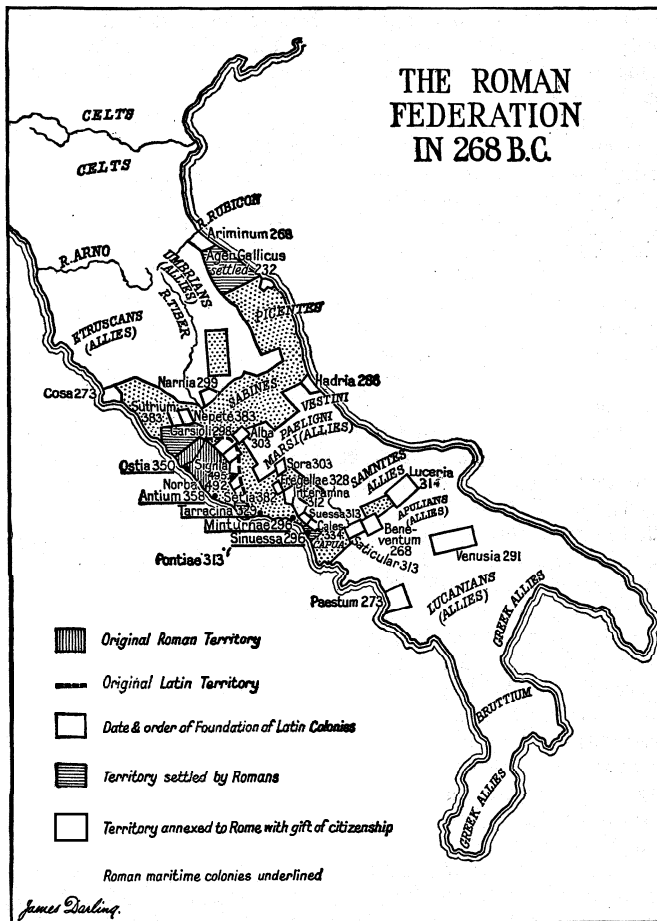 THE ROMAN
FEDERATION
IN 268 B.C.
CELTS
CELTS
R. RUBICON
Ariminum 268
Ager Gallicus
settled 232
R. ARNO
UMBRIANS
(ALLIES)
R. TIBER
PICENTES
ETRUSCANS
(ALLIES)
Narnia 299
SABINES
Hadria 286
Cosa 273
VESTINI
Sutrium
383
Nepete 383
PAELIGNI
Carsioli 298
Alba
303
MARSI (ALLIES)
Ostia 350
Signia
495
Sora 303
SAMNITES
ALLIES
Norba
492
Fregellae 328
Luceria
314
Antium 358
Setia 382
Interamna
312
APULIANS
(ALLIES)
Tarracina 329
Suessa 313
Minturnae 296
Cales
334
Bene-
ventum
268
Sinuessa 296
CAPUA
Saticular 313
Venusia 291
Pontiae 313
Paestum 273
LUCANIANS
(ALLIES)
GREEK ALLIES
BRUTTIUM
GREEK ALLIES
Original Roman Territory
Original Latin Territory
Date & order of Foundation of Latin Colonies
Territory settled by Romans
Territory annexed to Rome with gift of citizenship
Roman maritime colonies underlined
James Darling.